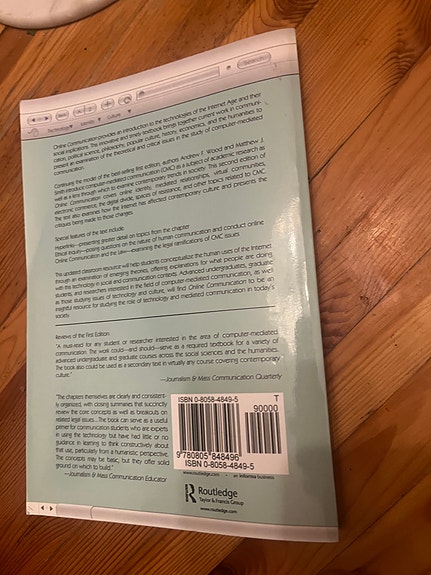 Technology Identity Culture
Online Communication provides an introduction to the technologies of the Internet Age and their
social implications. This innovative and timely textbook brings together current work in communi-
cation, political science, philosophy, popular culture, history, economics, and the humanities to
present an examination of the theoretical and critical issues in the study of computer-mediated
communication.
Continuing the model of the best-selling first edition, authors Andrew F. Wood and Matthew J.
Smith introduce computer-mediated communication (CMC) as a subject of academic research as
well as a lens through which to examine contemporary trends in society. This second edition of
Online Communication covers online identity, mediated relationships, virtual communities,
electronic commerce, the digital divide, spaces of resistance, and other topics related to CMC.
The text also examines how the Internet has affected contemporary culture and presents the
critiques being made to those changes.
Special features of the text include:
Hyperlinks—presenting greater detail on topics from the chapter
Ethical Inquiry—posing questions on the nature of human communication and conduct online
Online Communication and the Law—examining the legal ramifications of CMC issues
This updated classroom resource will help students conceptualize the human uses of the Internet
through an examination of emerging theories, offering explanations for what people are doing
with the technology in social and communication contexts. Advanced undergraduates, graduate
students, and researchers interested in the field of computer-mediated communication, as well
as those studying issues of technology and culture, will find Online Communication to be an
insightful resource for studying the role of technology and mediated communication in today's
society.
Reviews of the First Edition
"A must-read for any student or researcher interested in the area of computer-mediated
communication. The work could—and should—serve as a required textbook for a variety of
advanced undergraduate and graduate courses across the social sciences and the humanities.
The book also could be used as a secondary text in virtually any course covering contemporary
culture."
—Journalism & Mass Communication Quarterly
"The chapters themselves are clearly and consistent-
ly organized, with closing summaries that succinctly
review the core concepts as well as breakouts on
related legal issues...The book can serve as a useful
primer for communication students who are experts
in using the technology but have had little or no
guidance in learning to think constructively about
that use, particularly from a humanistic perspective.
The concepts may be basic, but they offer solid
ground on which to build."
—Journalism & Mass Communication Educator
ISBN 0-8058-4849-5
T
90000
9 780805 848496
ISBN 0-8058-4849-5
www.routledge.com an informa business
R
Routledge
Taylor & Francis Group
www.routledge.com